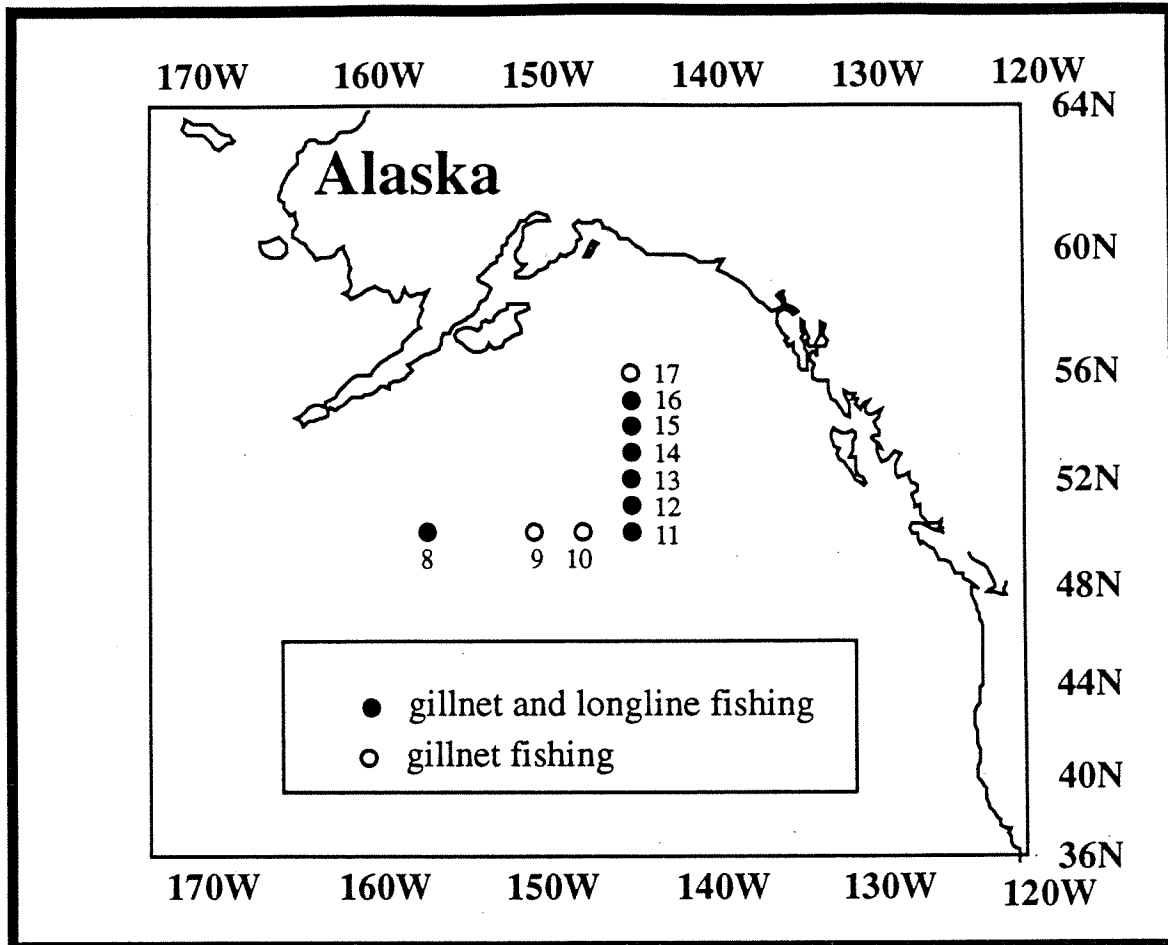 170W 160W 150W 140W 130W 120W
64N
Alaska
60N
56N
17
16
15
14
52N
13
12
11
8 9 10
48N
44N
gillnet and longline fishing
gillnet fishing
40N
36N
170W 160W 150W 140W 130W 120W